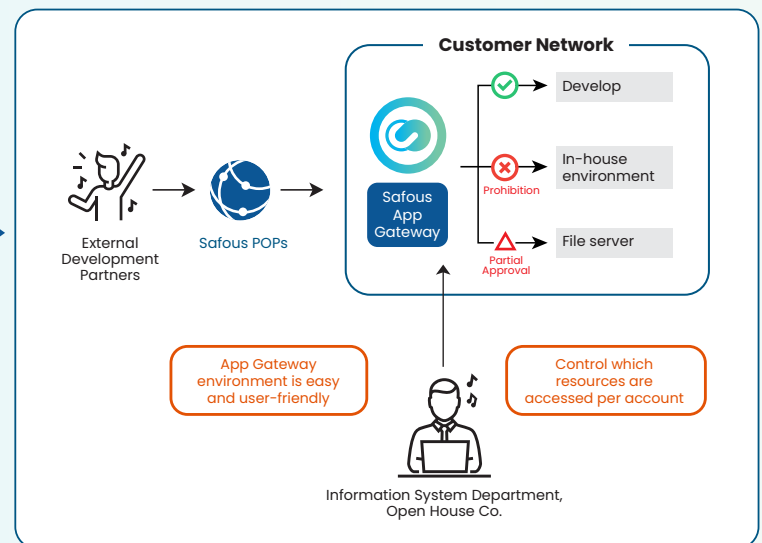 Customer Network
Develop
In-house
environment
Prohibition
Safous
App
Gateway
File server
Partial
Approval
External
Development
Partners
Safous POPs
App Gateway
environment is easy
and user-friendly
Control which
resources are
accessed per account
Information System Department,
Open House Co.